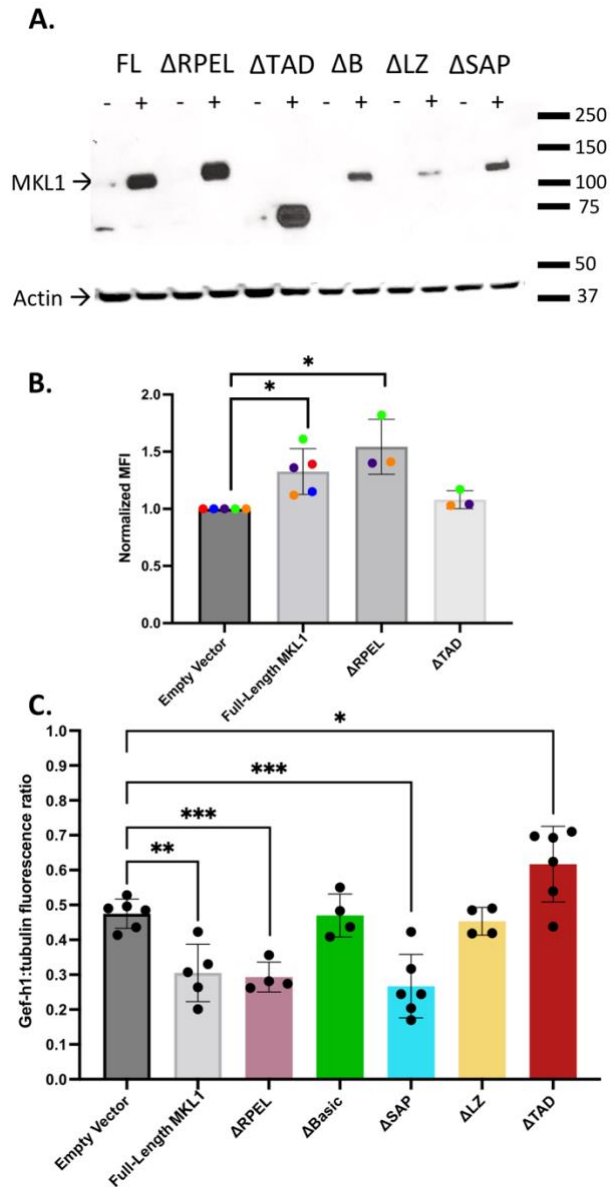 A.
FL ΔRPEL ΔTAD ΔB ΔLZ ΔSAP
- + - + - + - + - + - +
250
150
MKL1→ 100
75
50
Actin→ 37
B.
* 
*
2.0
1.5
1.0
0.5
0.0
Normalized MFI
Empty Vector
Full-Length MKL1
ΔRPEL
ΔTAD
C.
*
***
***
**
1.0
0.9
0.8
0.7
0.6
0.5
0.4
0.3
0.2
0.1
0.0
Gef-h1:tubulin fluorescence ratio
Empty Vector
Full-Length MKL1
ΔRPEL
ΔBasic
ΔSAP
ΔLZ
ΔTAD